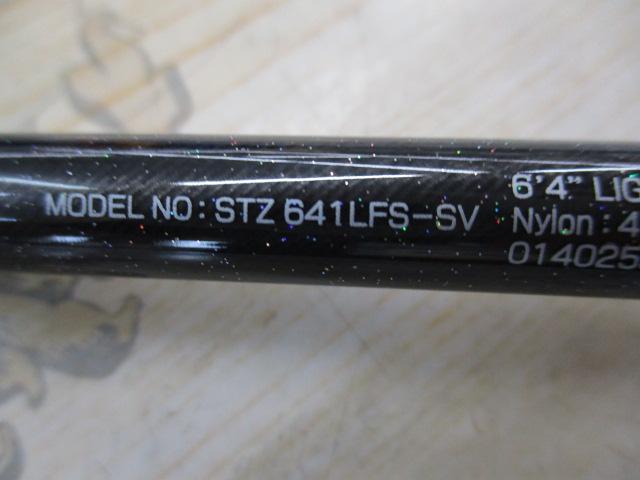 MODEL NO: STZ 641LFS-SV
6'4" LIG
Nylon: 4
014025